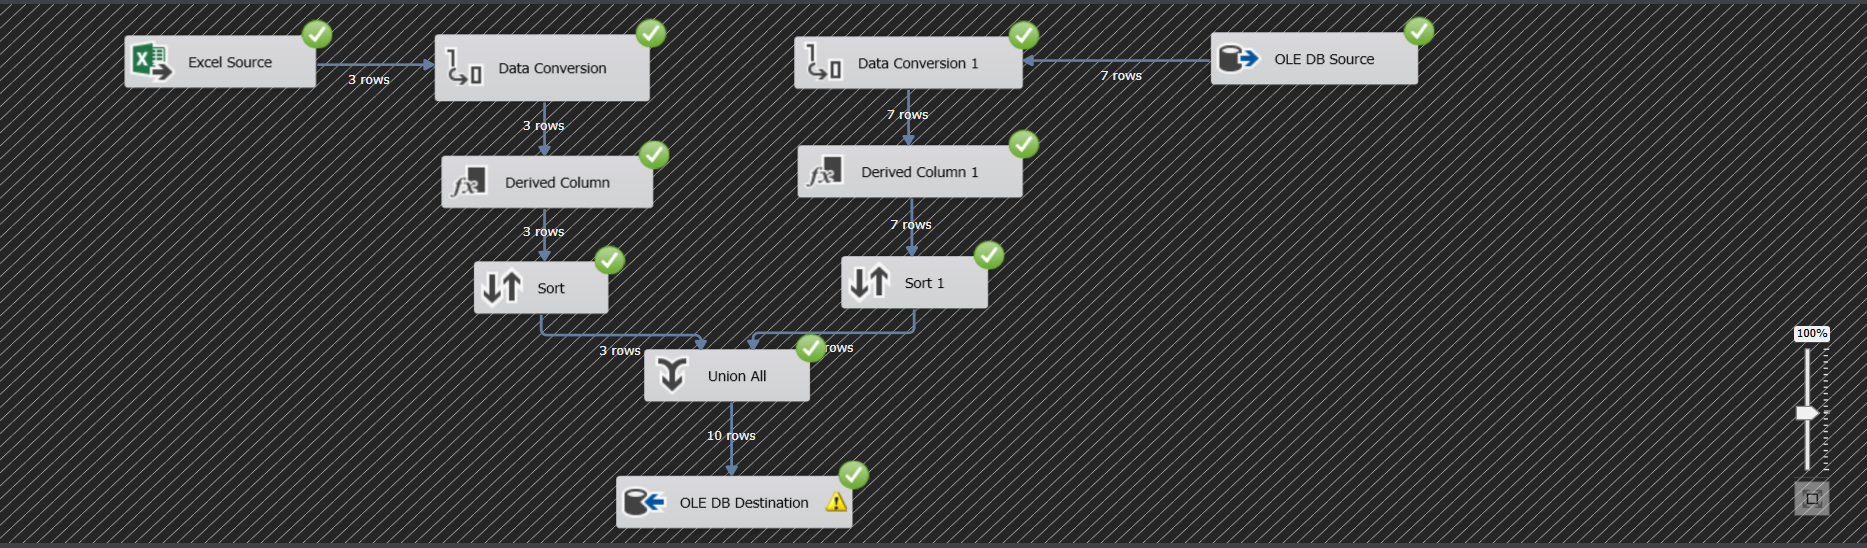 Excel Source
3 rows
Data Conversion
Data Conversion 1
7 rows
OLE DB Source
3 rows
7 rows
Derived Column
Derived Column 1
3 rows
7 rows
Sort
Sort 1
3 rows
rows
Union All
100%
10 rows
OLE DB Destination